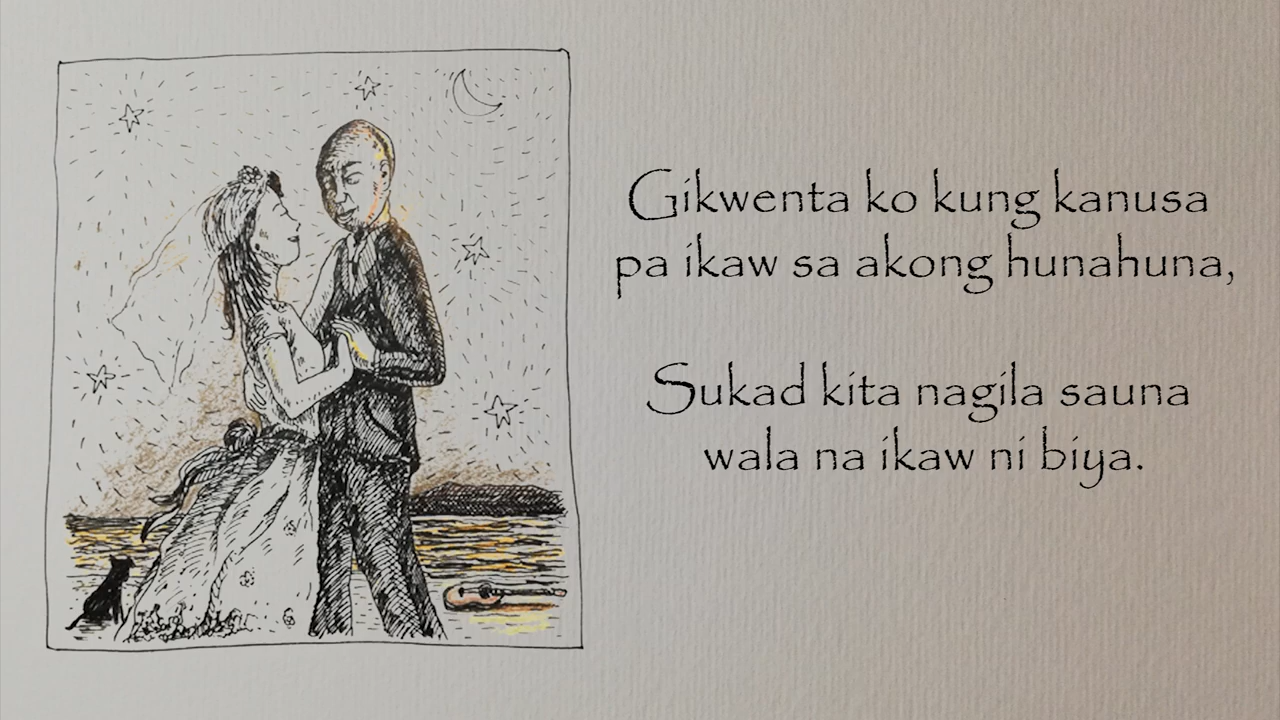 Gikwenta ko kung kanusa
pa ikaw sa akong hunahuna,
Sukad kita nagila sauna
wala na ikaw ni biya.